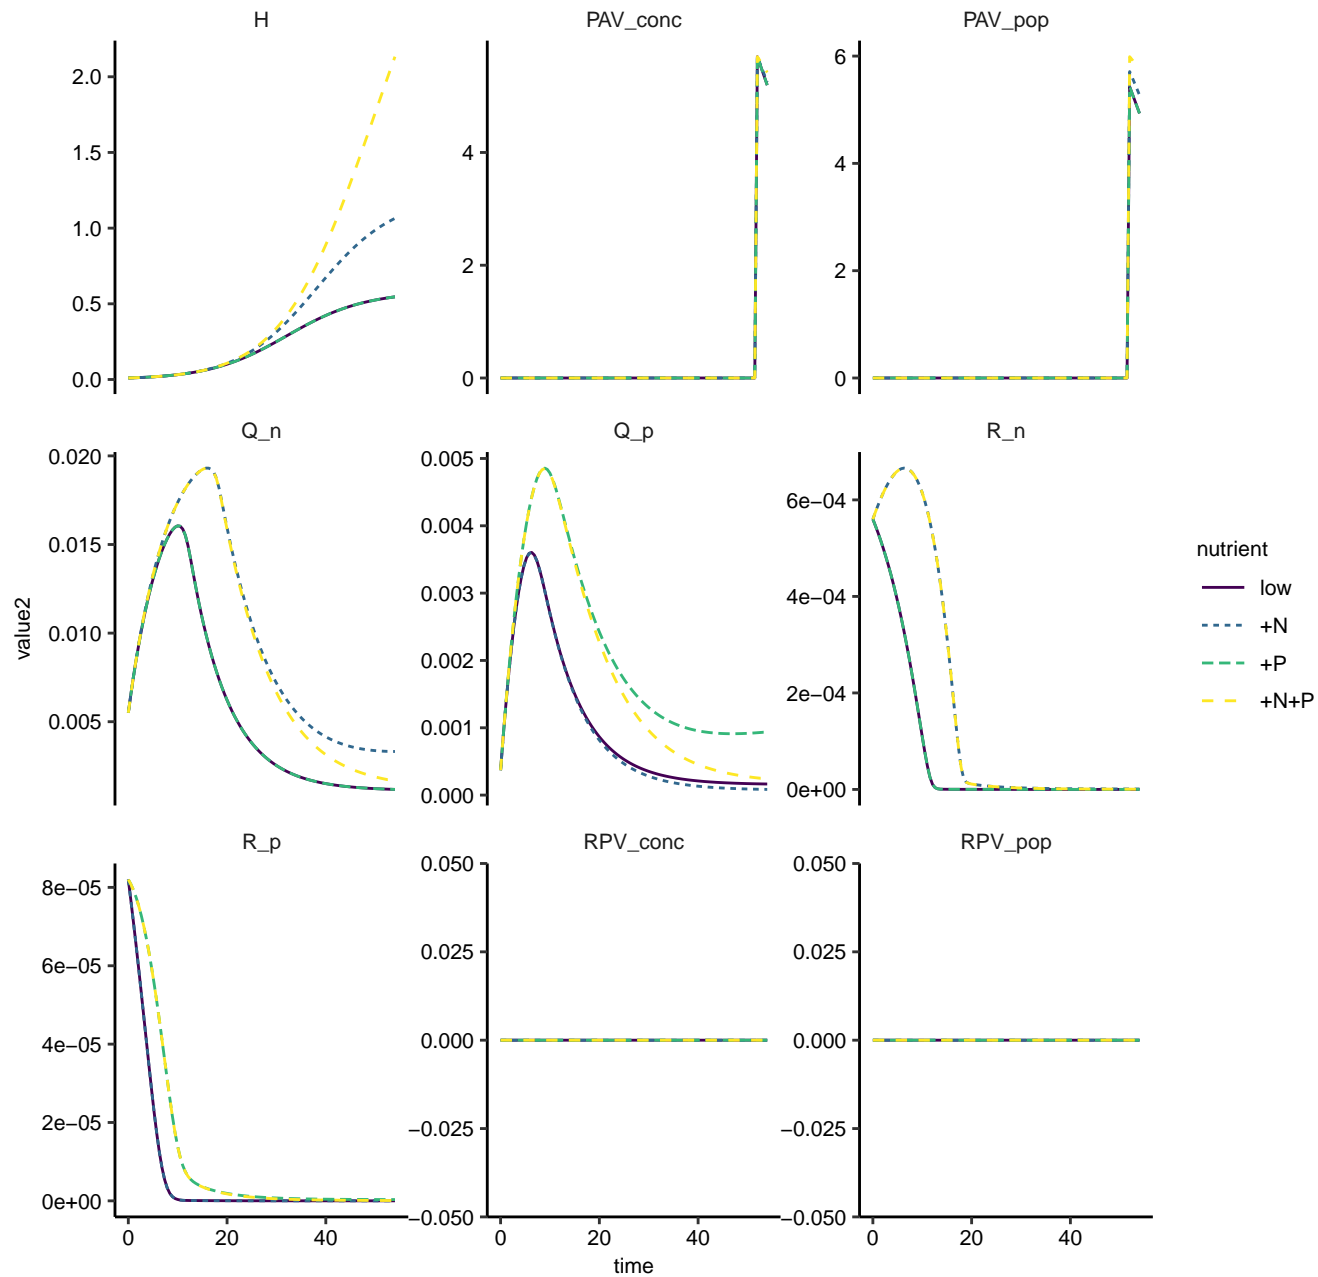 H PAV_conc PAV_pop
2.0
1.5
1.0
0.5
0.0
4
2
0
6
4
2
0
Q_n Q_p R_n
value2
0.020
0.015
0.010
0.005
0.005
0.004
0.003
0.002
0.001
0.000
6e−04
4e−04
2e−04
0e+00
nutrient
low
+N
+P
+N+P
R_p RPV_conc RPV_pop
8e−05
6e−05
4e−05
2e−05
0e+00
0.050
0.025
0.000
−0.025
−0.050
0.050
0.025
0.000
−0.025
−0.050
0 20 40
0 20 40
0 20 40
time